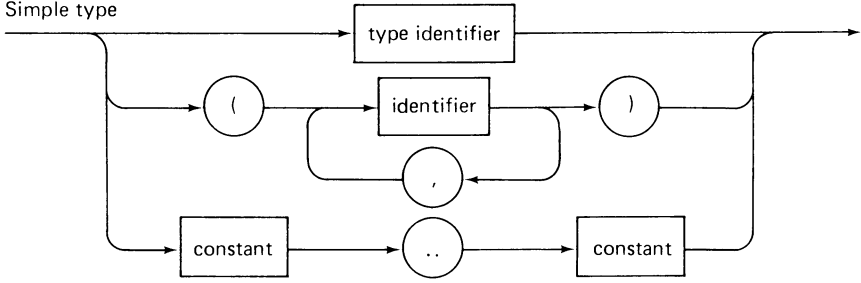 Simple type
type identifier
( identifier )
,
constant .. constant